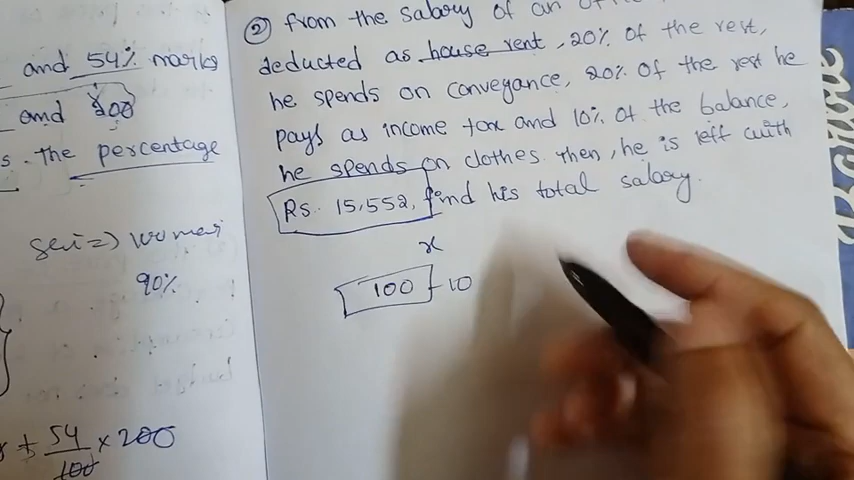 and 54% marks
and 200
s. the percentage
90%
54/100 × 200
② from the salary of an
deducted as house rent, 20% of the rest,
he spends on conveyance, 20% of the rest he
pays as income tax and 10% of the balance,
he spends on clothes. then, he is left with
Rs. 15,552, find his total salary.
x
100 - 10